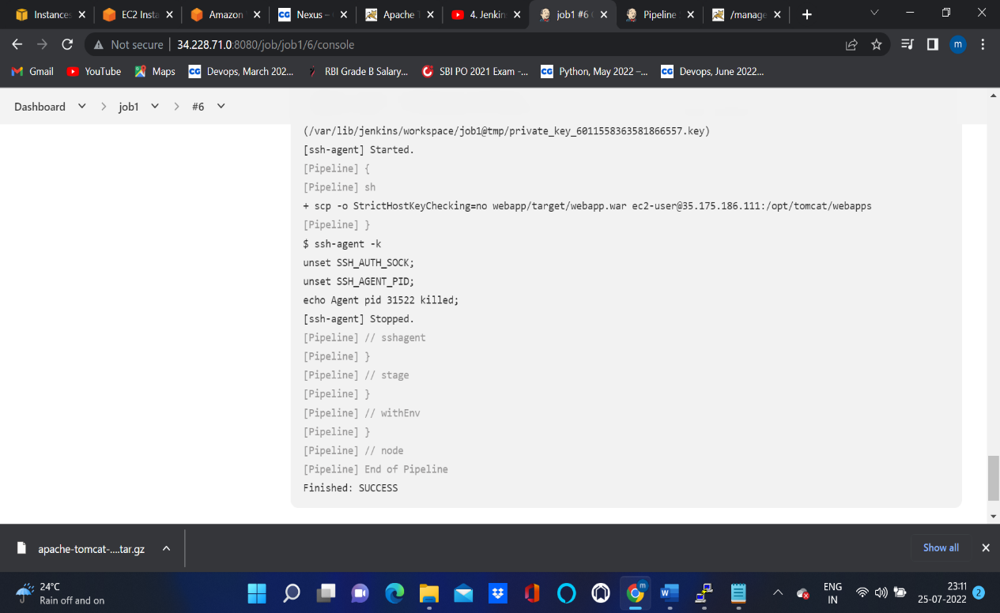 Instances
EC2 Insta
Amazon
Nexus –
Apache T
4. Jenkin
job1 #6
Pipeline
/manage
Not secure
34.228.71.0:8080/job/job1/6/console
m
Gmail
YouTube
Maps
Devops, March 202...
RBI Grade B Salary...
SBI PO 2021 Exam -...
Python, May 2022 –...
Devops, June 2022...
Dashboard
job1
#6
(/var/lib/jenkins/workspace/job1@tmp/private_key_6011558363581866557.key)
[ssh-agent] Started.
[Pipeline] {
[Pipeline] sh
+ scp -o StrictHostKeyChecking=no webapp/target/webapp.war ec2-user@35.175.186.111:/opt/tomcat/webapps
[Pipeline] }
$ ssh-agent -k
unset SSH_AUTH_SOCK;
unset SSH_AGENT_PID;
echo Agent pid 31522 killed;
[ssh-agent] Stopped.
[Pipeline] // sshagent
[Pipeline] }
[Pipeline] // stage
[Pipeline] }
[Pipeline] // withEnv
[Pipeline] }
[Pipeline] // node
[Pipeline] End of Pipeline
Finished: SUCCESS
apache-tomcat-....tar.gz
Show all
24°C
Rain off and on
ENG
IN
23:11
25-07-2022
2